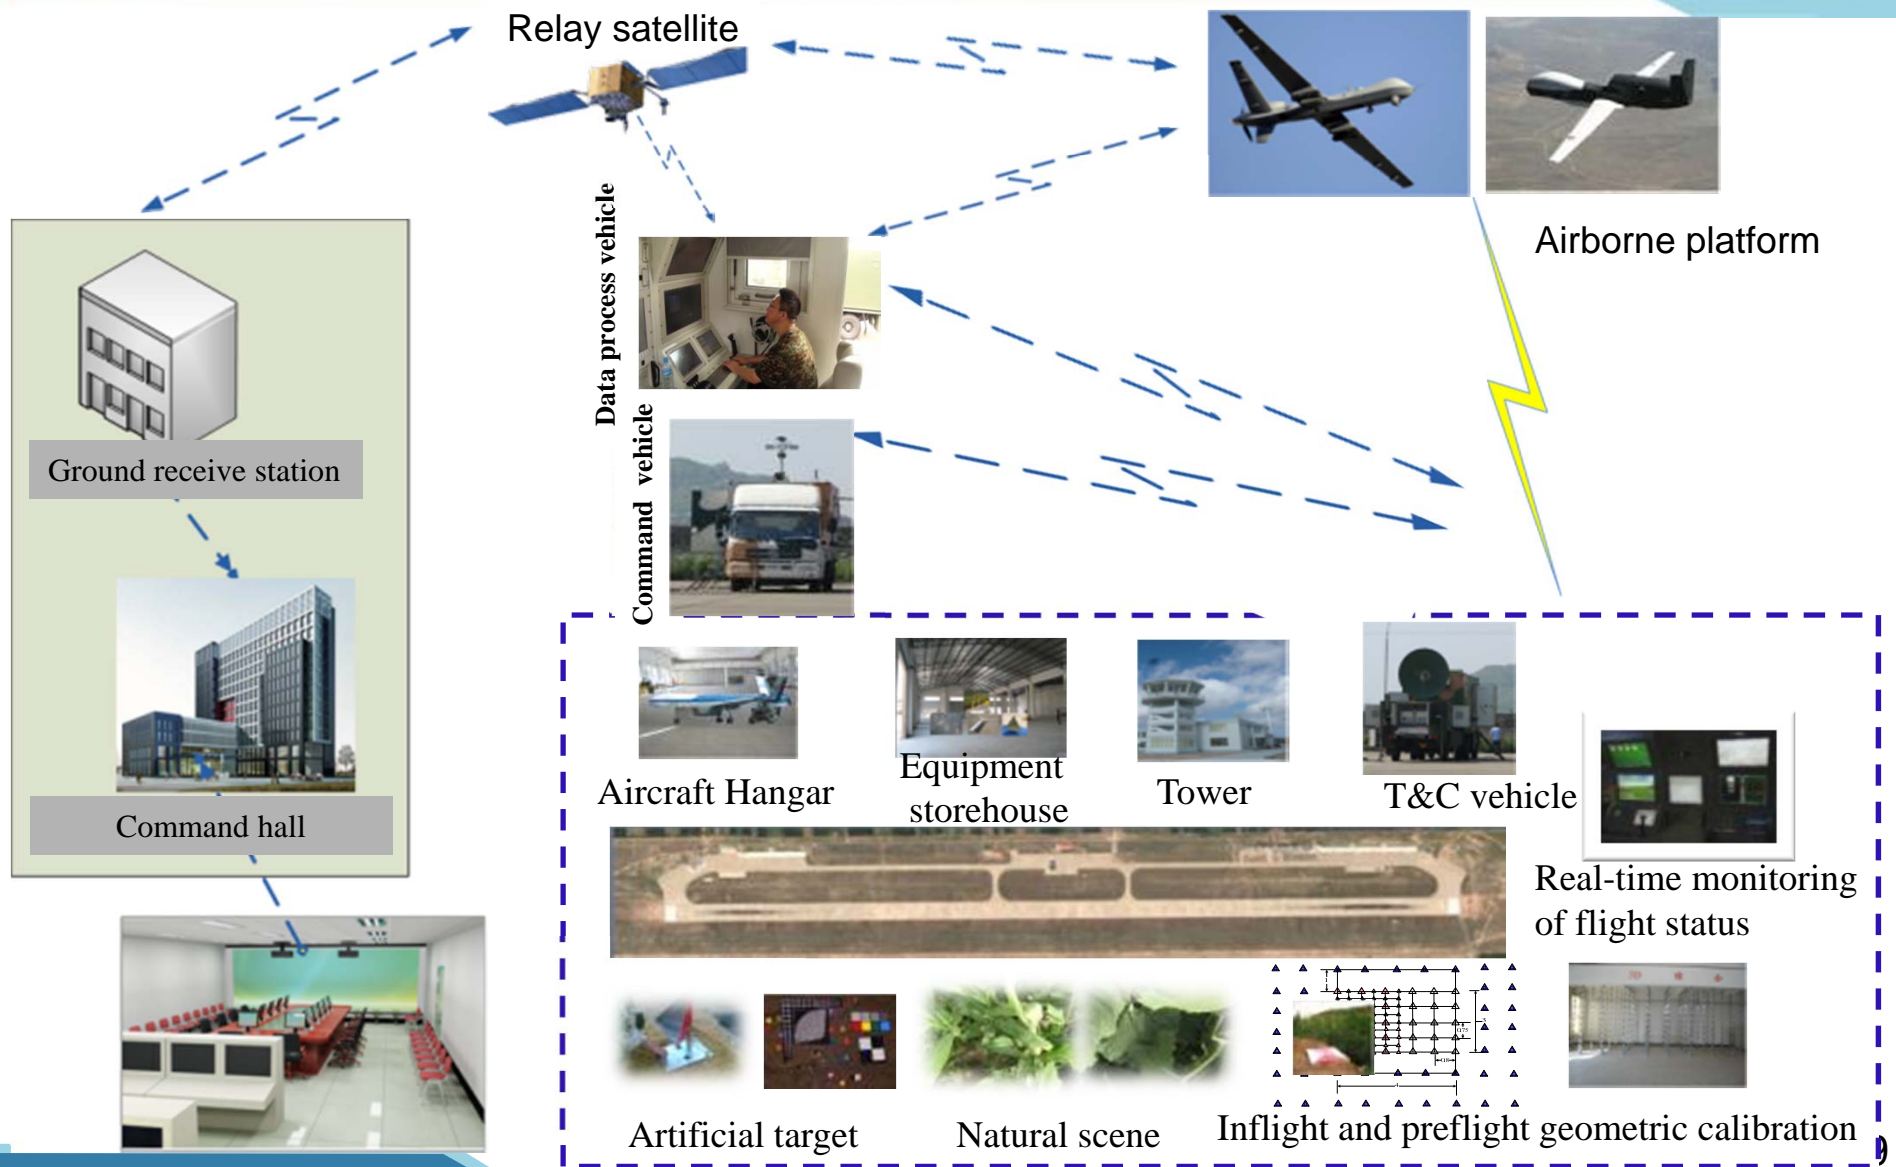 Relay satellite
Airborne platform
Data process vehicle
Command vehicle
Ground receive station
Command hall
Aircraft Hangar
Equipment
storehouse
Tower
T&C vehicle
Real-time monitoring
of flight status
Artificial target
Natural scene
Inflight and preflight geometric calibration